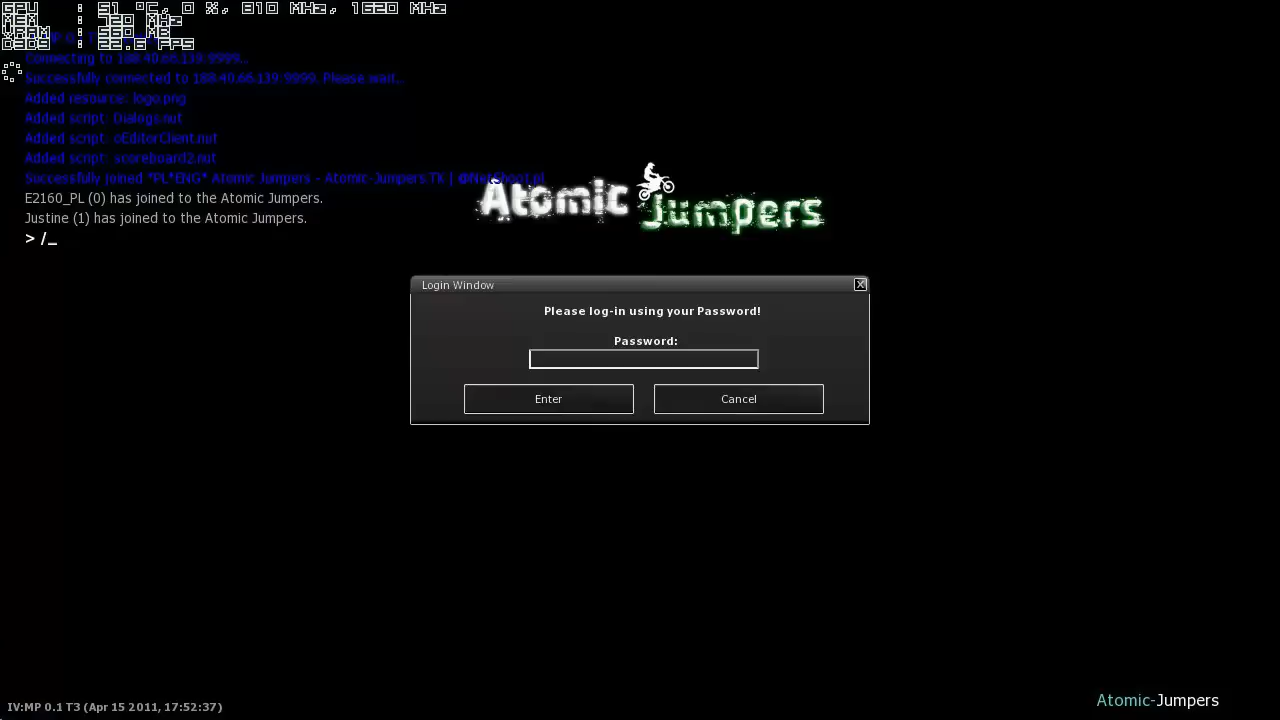 GPU : 51 °C, 0 %, 810 MHz, 1620 MHz
MEM : 720 MHz
VRAM : 560 MB
D3D9 : 22.6 FPS
Connecting to 188.40.66.139:9999...
Successfully connected to 188.40.66.139:9999. Please wait...
Added resource: logo.png
Added script: Dialogs.nut
Added script: oEditorClient.nut
Added script: scoreboard2.nut
Successfully joined *PL*ENG* Atomic Jumpers - Atomic-Jumpers.TK | @NetShoot.pl
E2160_PL (0) has joined to the Atomic Jumpers.
Justine (1) has joined to the Atomic Jumpers.
> /_
Atomic Jumpers
Login Window
Please log-in using your Password!
Password:
Enter Cancel
Atomic-Jumpers
IV:MP 0.1 T3 (Apr 15 2011, 17:52:37)